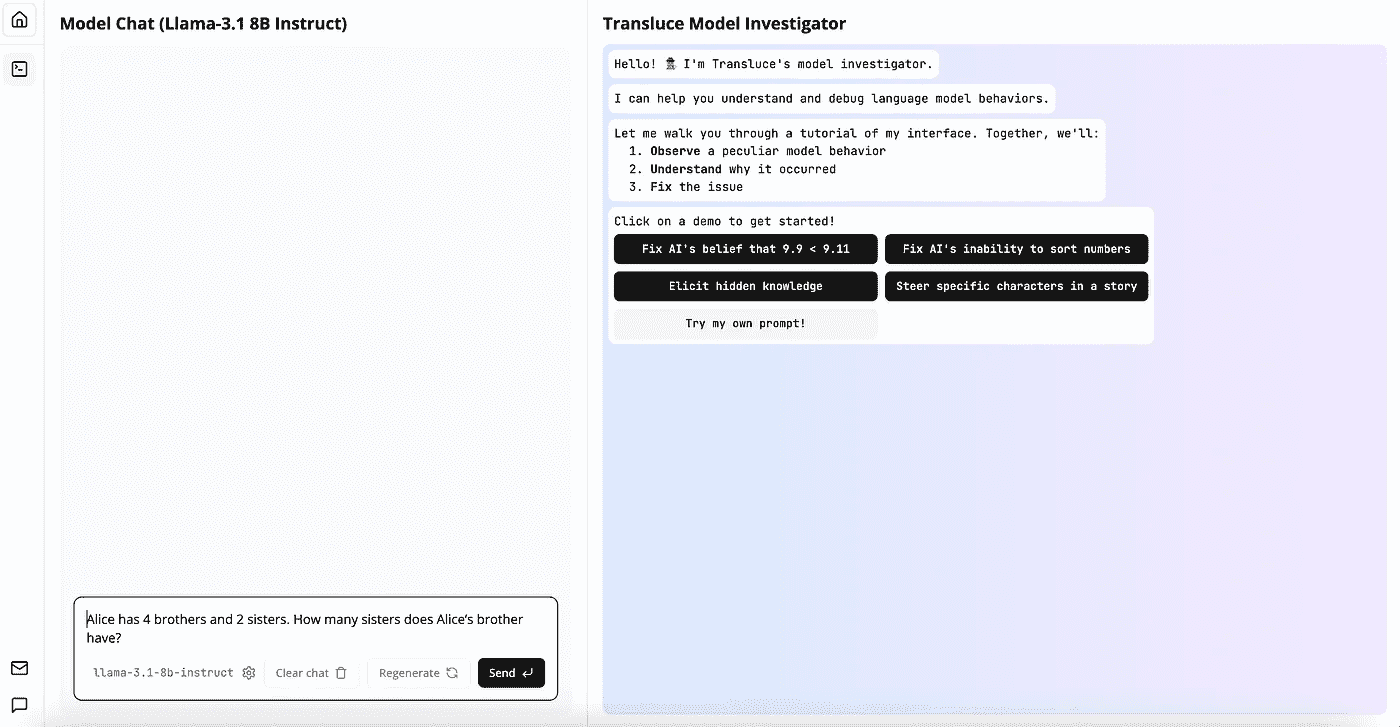 Model Chat (Llama-3.1 8B Instruct)
Alice has 4 brothers and 2 sisters. How many sisters does Alice’s brother
have?
llama-3.1-8b-instruct
Clear chat
Regenerate
Send
Transluce Model Investigator
Hello! I'm Transluce's model investigator.
I can help you understand and debug language model behaviors.
Let me walk you through a tutorial of my interface. Together, we'll:
1. Observe a peculiar model behavior
2. Understand why it occurred
3. Fix the issue
Click on a demo to get started!
Fix AI's belief that 9.9 < 9.11
Fix AI's inability to sort numbers
Elicit hidden knowledge
Steer specific characters in a story
Try my own prompt!